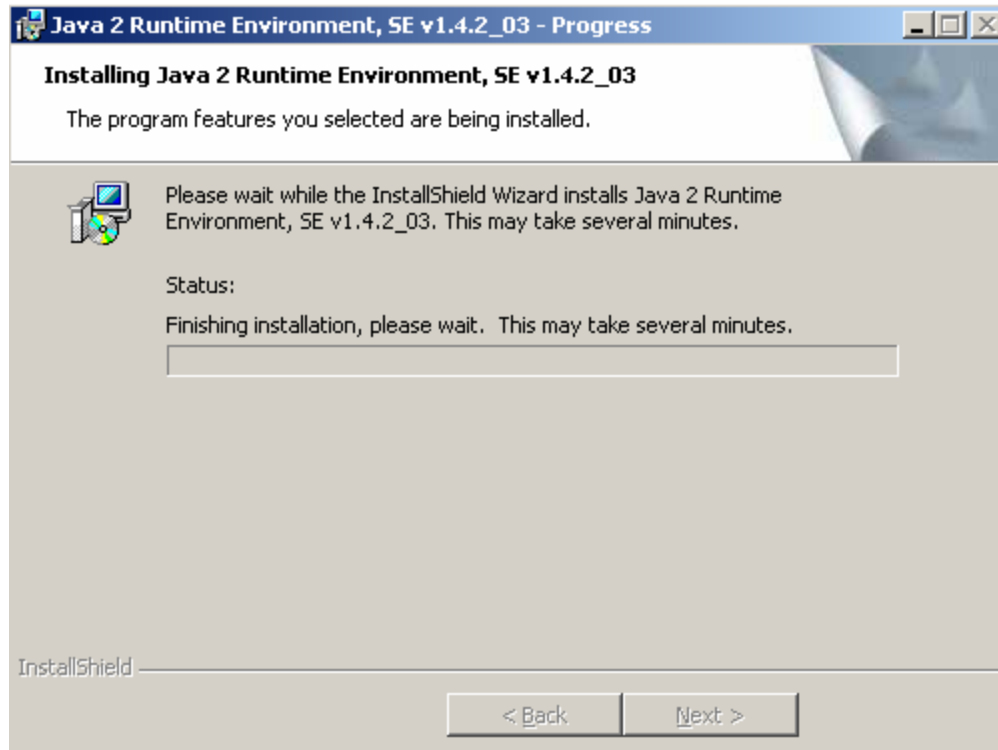 Java 2 Runtime Environment, SE v1.4.2_03 - Progress
Installing Java 2 Runtime Environment, SE v1.4.2_03
The program features you selected are being installed.
Please wait while the InstallShield Wizard installs Java 2 Runtime
Environment, SE v1.4.2_03. This may take several minutes.
Status:
Finishing installation, please wait.  This may take several minutes.
InstallShield
< Back
Next >